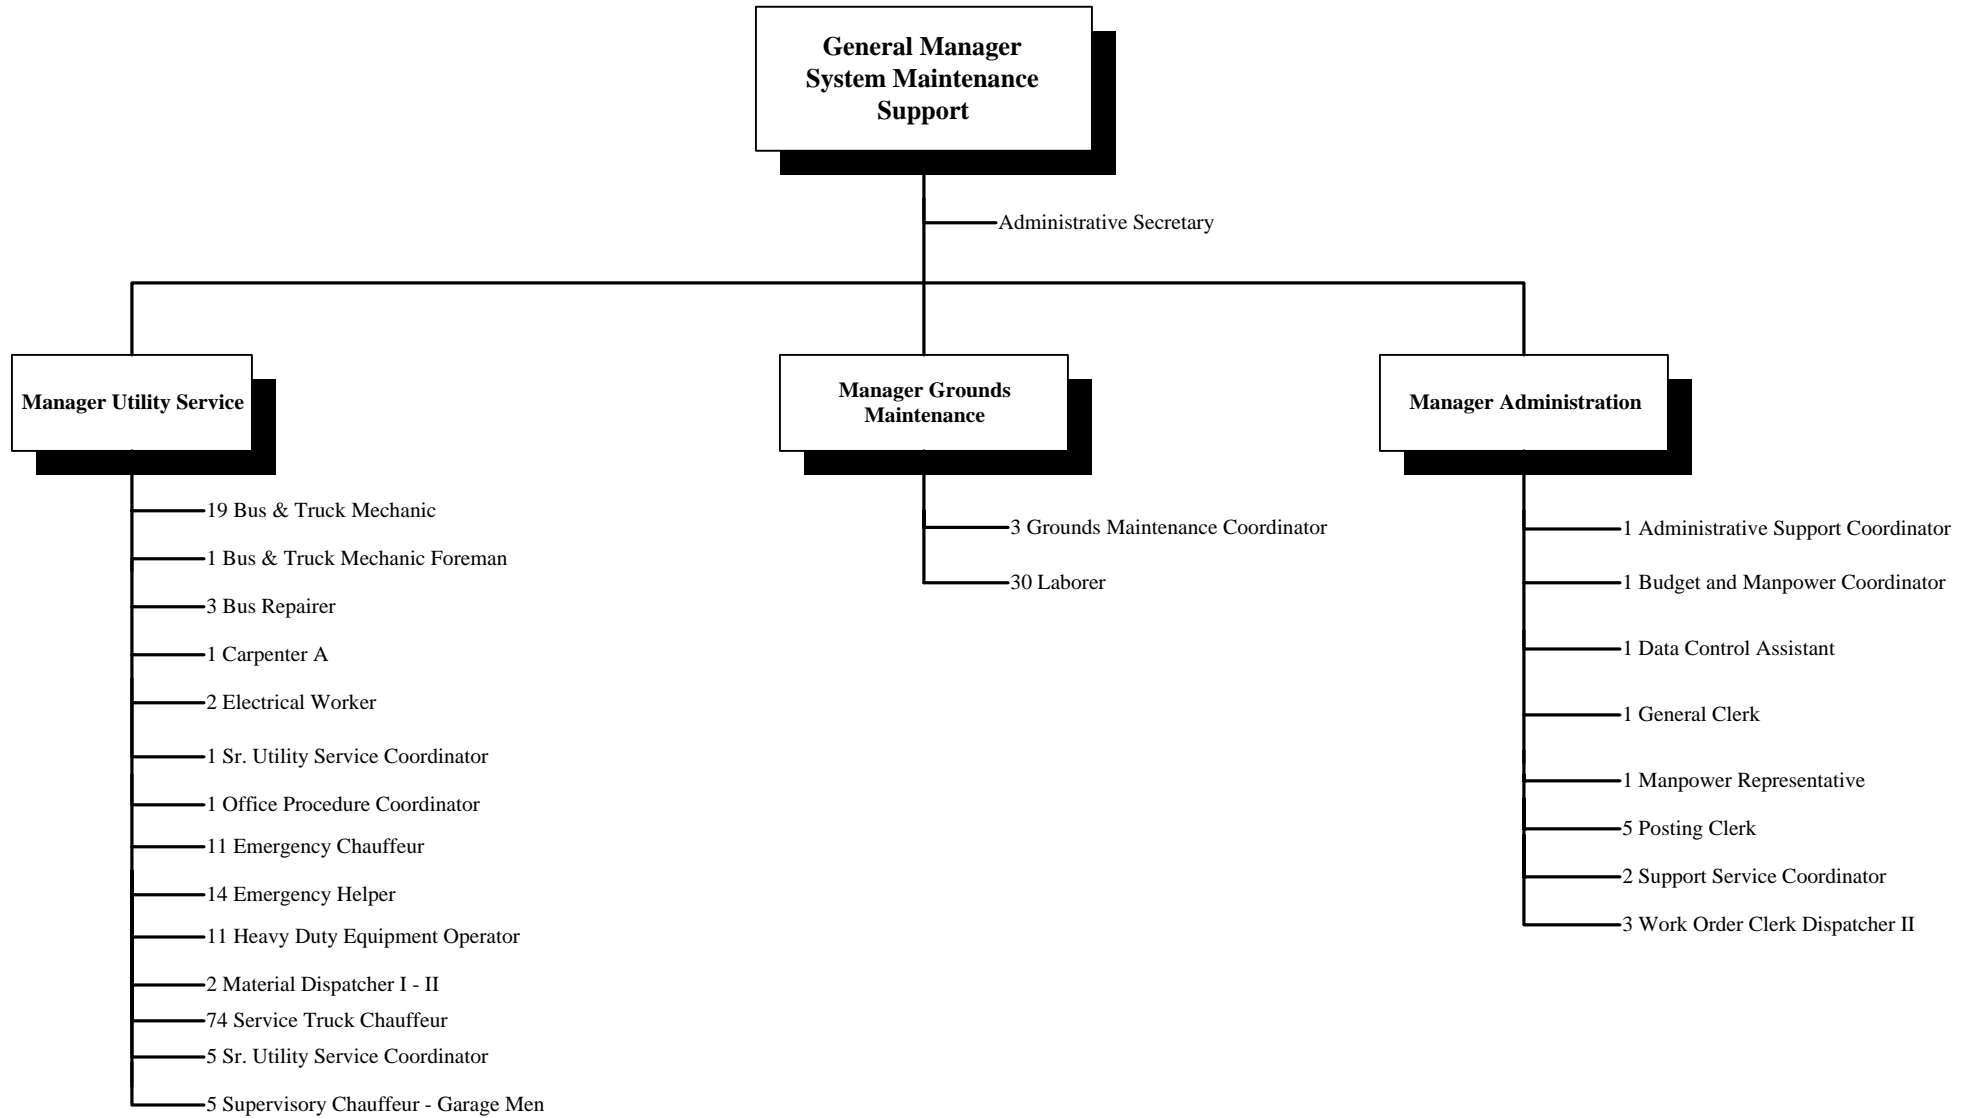 General Manager
System Maintenance
Support
Administrative Secretary
Manager Utility Service
19 Bus & Truck Mechanic
1 Bus & Truck Mechanic Foreman
3 Bus Repairer
1 Carpenter A
2 Electrical Worker
1 Sr. Utility Service Coordinator
1 Office Procedure Coordinator
11 Emergency Chauffeur
14 Emergency Helper
11 Heavy Duty Equipment Operator
2 Material Dispatcher I - II
74 Service Truck Chauffeur
5 Sr. Utility Service Coordinator
5 Supervisory Chauffeur - Garage Men
Manager Grounds
Maintenance
3 Grounds Maintenance Coordinator
30 Laborer
Manager Administration
1 Administrative Support Coordinator
1 Budget and Manpower Coordinator
1 Data Control Assistant
1 General Clerk
1 Manpower Representative
5 Posting Clerk
2 Support Service Coordinator
3 Work Order Clerk Dispatcher II